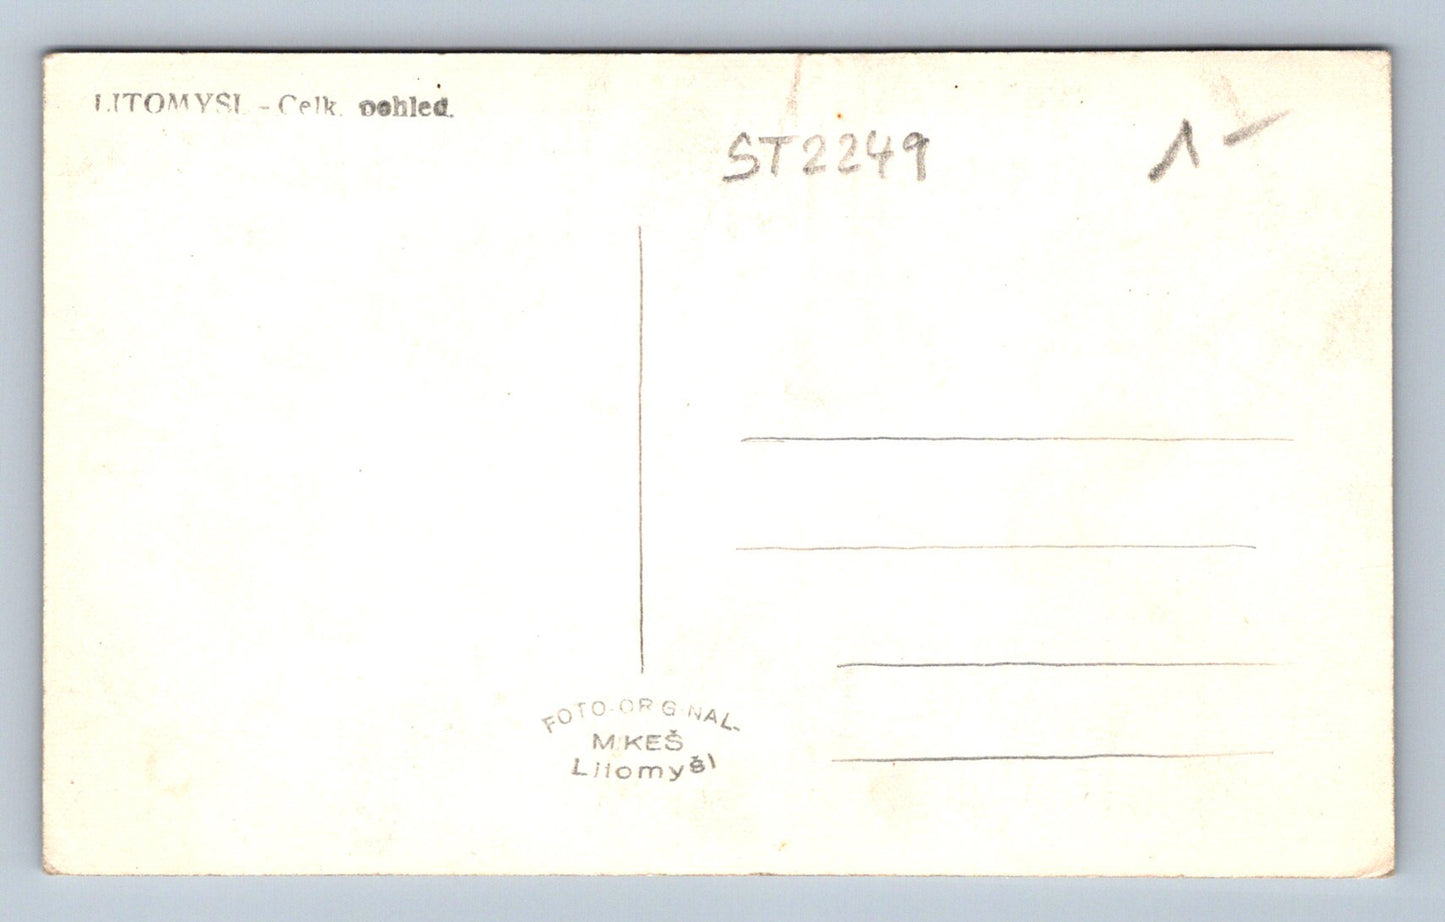 LITOMYSL - Celk. pohled.
ST2249
1-
FOTO-ORIGINAL-
MIKEŠ
Litomyšl